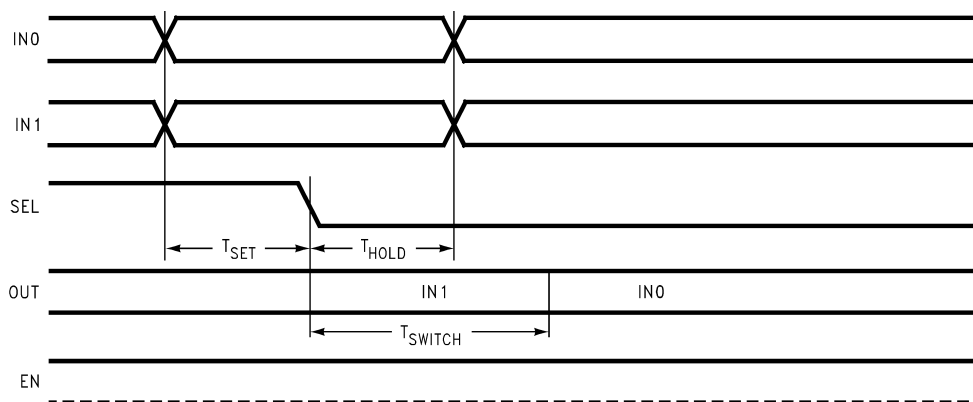 IN0
IN1
SEL
T_SET T_HOLD
OUT IN1 IN0
T_SWITCH
EN